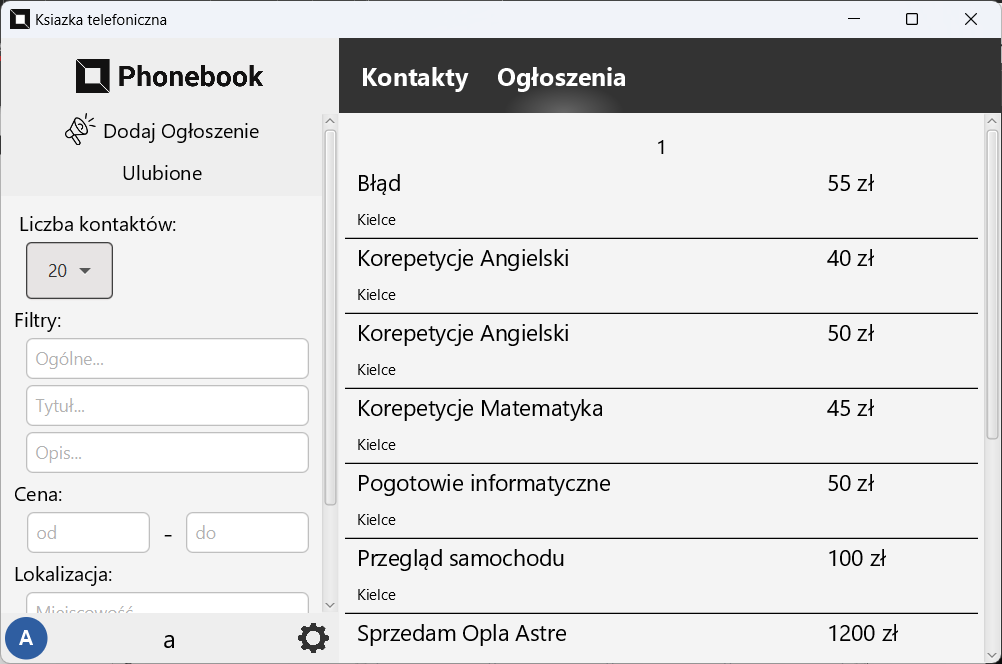 Ksiazka telefoniczna
Phonebook
Dodaj Ogłoszenie
Ulubione
Liczba kontaktów:
20
Filtry:
Ogólne...
Tytuł...
Opis...
Cena:
od - do
Lokalizacja:
Miejscowość
A a
Kontakty Ogłoszenia
1
Błąd 55 zł
Kielce
Korepetycje Angielski 40 zł
Kielce
Korepetycje Angielski 50 zł
Kielce
Korepetycje Matematyka 45 zł
Kielce
Pogotowie informatyczne 50 zł
Kielce
Przegląd samochodu 100 zł
Kielce
Sprzedam Opla Astre 1200 zł